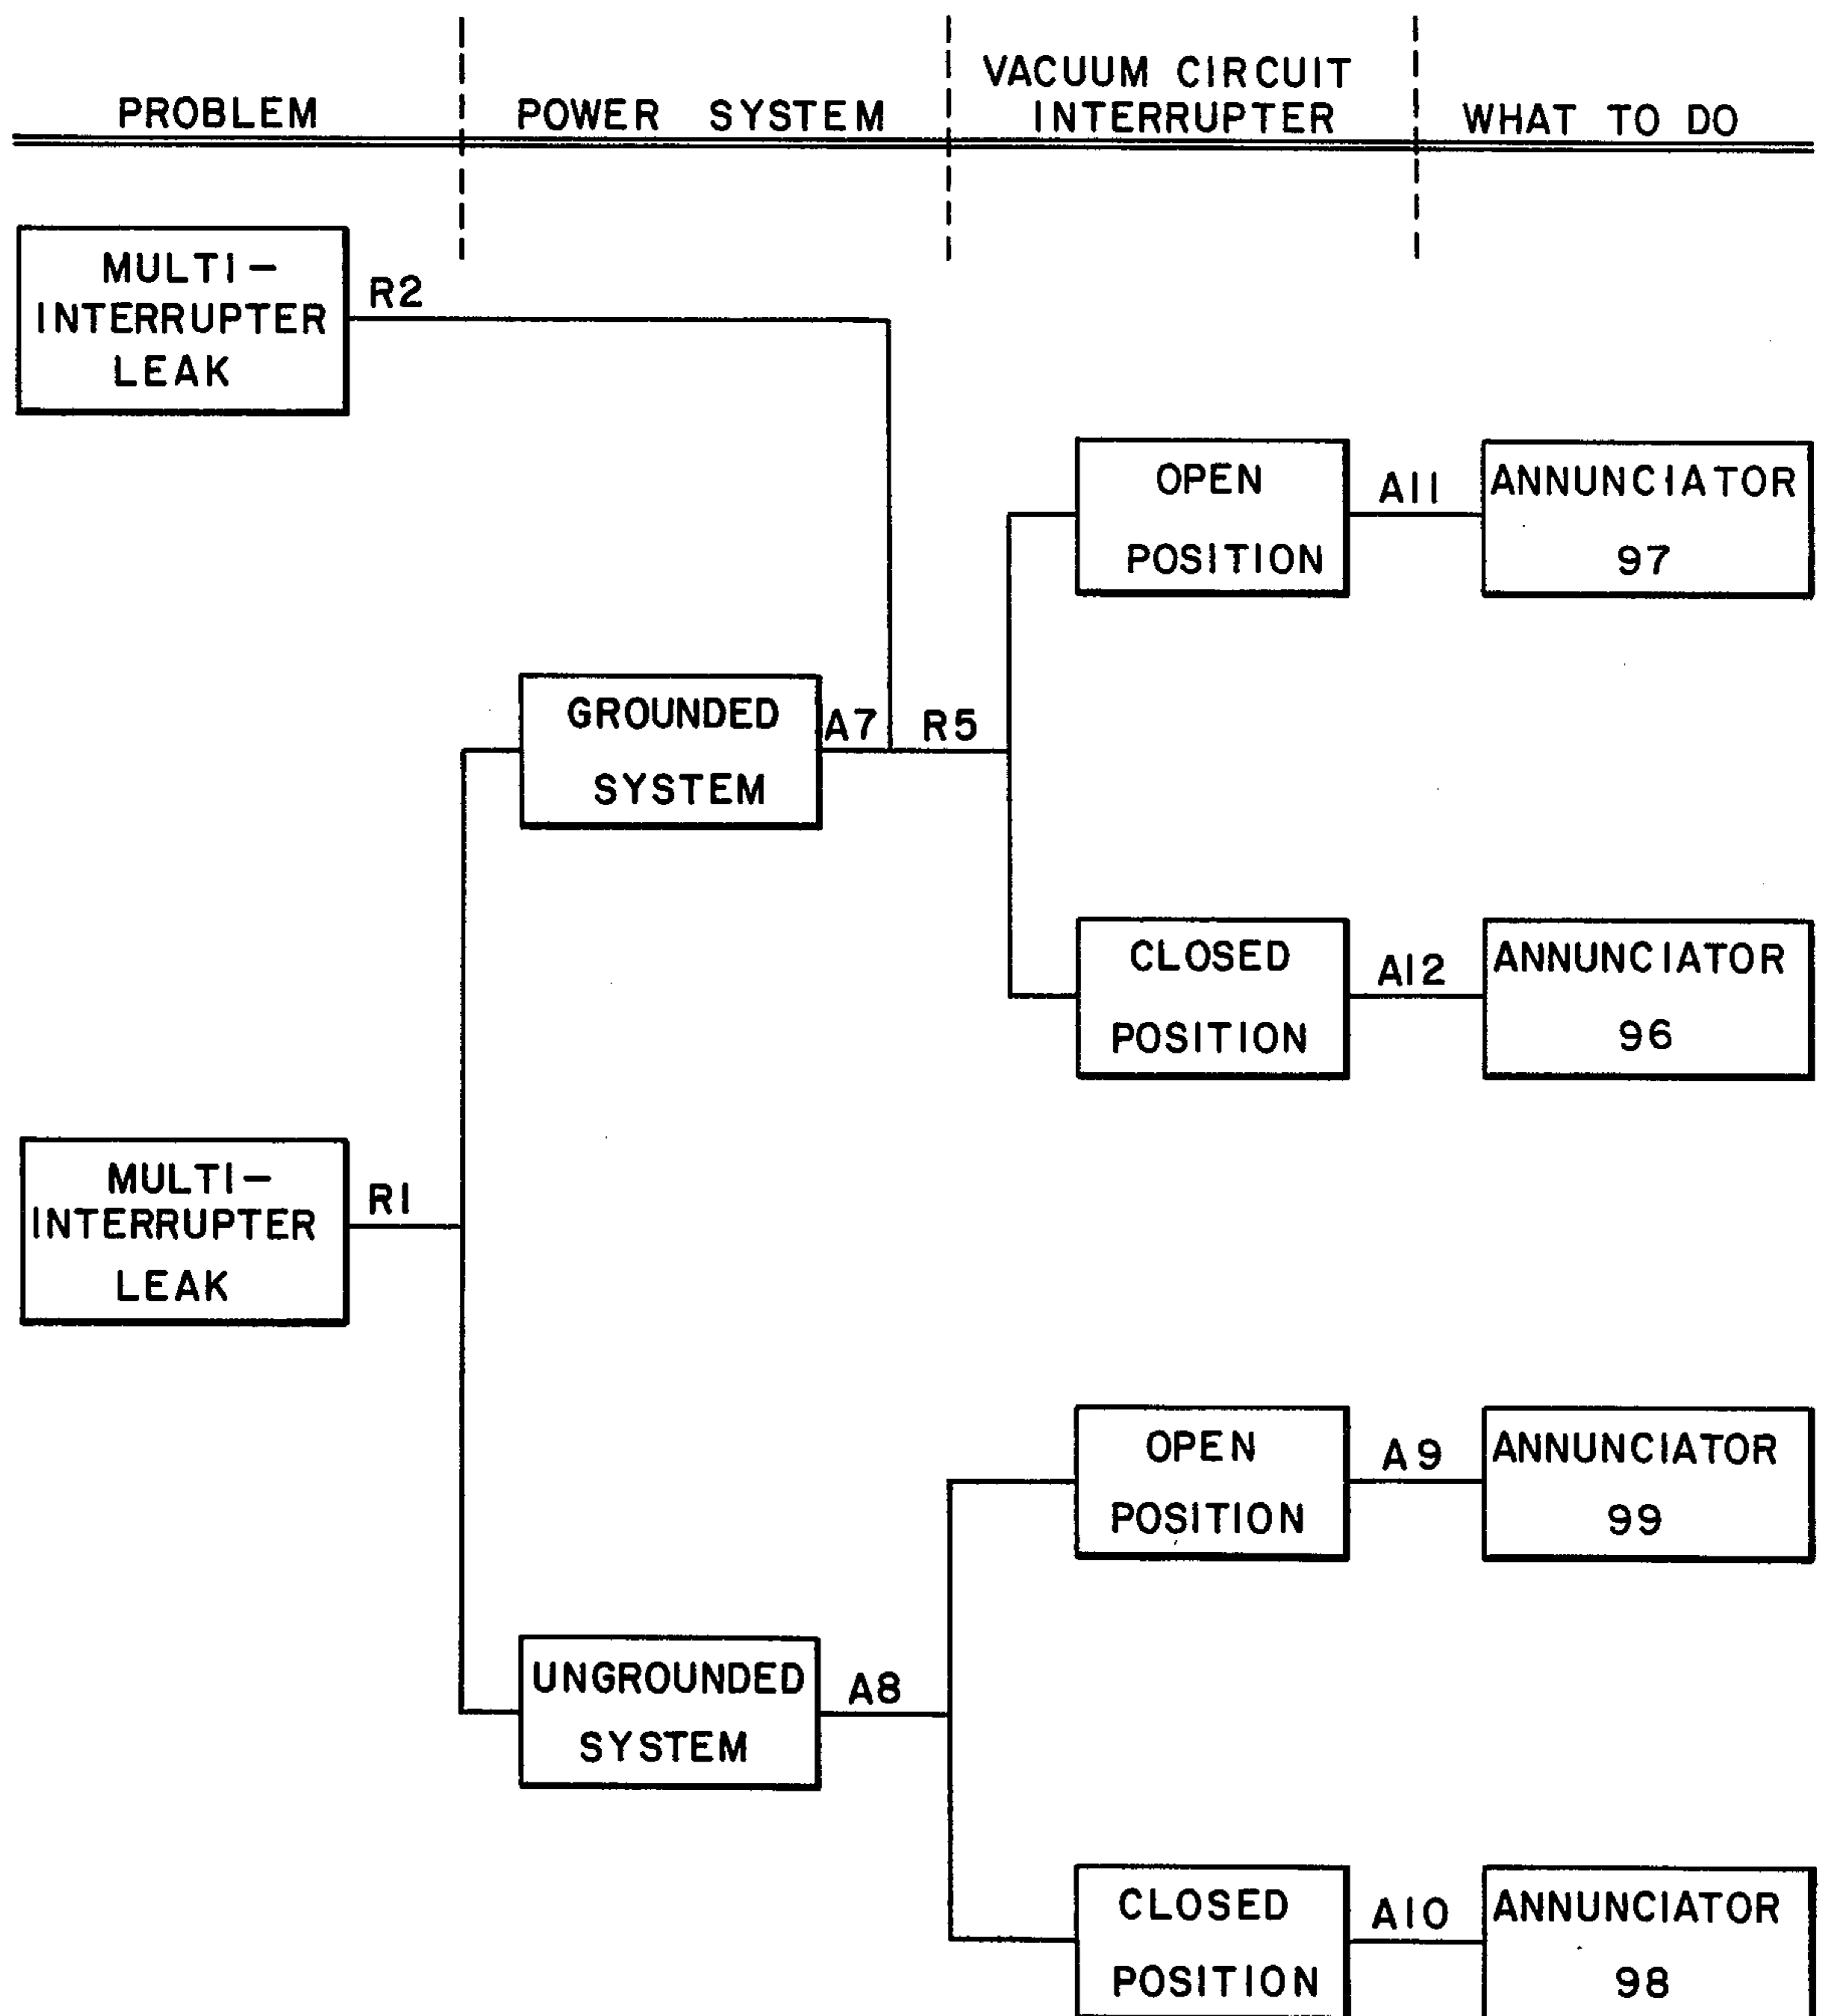 PROBLEM
POWER SYSTEM
VACUUM CIRCUIT
INTERRUPTER
WHAT TO DO
MULTI-
INTERRUPTER
LEAK
R2
OPEN
POSITION
A11
ANNUNCIATOR
97
GROUNDED
SYSTEM
A7
R5
CLOSED
POSITION
A12
ANNUNCIATOR
96
MULTI-
INTERRUPTER
LEAK
R1
OPEN
POSITION
A9
ANNUNCIATOR
99
UNGROUNDED
SYSTEM
A8
CLOSED
POSITION
A10
ANNUNCIATOR
98